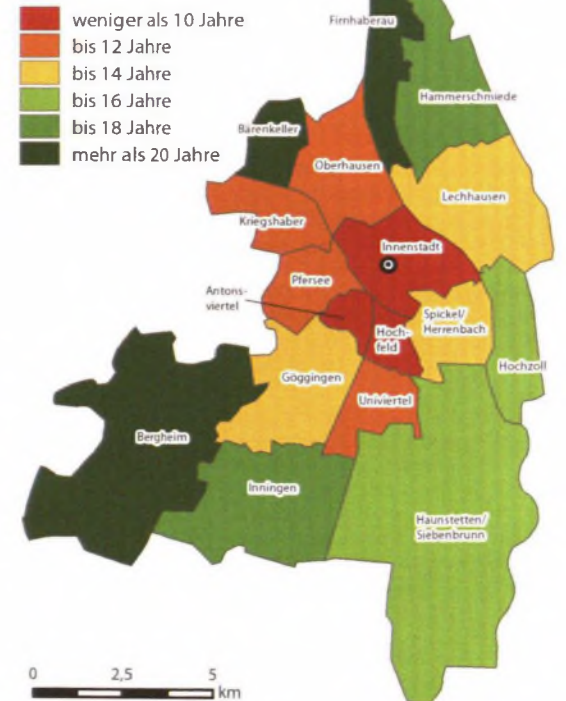 weniger als 10 Jahre
bis 12 Jahre
bis 14 Jahre
bis 16 Jahre
bis 18 Jahre
mehr als 20 Jahre
Firnhaberau
Hammerschmiede
Bärenkeller
Oberhausen
Lechhausen
Kriegshaber
Innenstadt
Pfersee
Antons-
viertel
Spickel/
Herrenbach
Hoch-
feld
Hochzoll
Göggingen
Univiertel
Bergheim
Inningen
Haunstetten/
Siebenbrunn
0 2,5 5
km